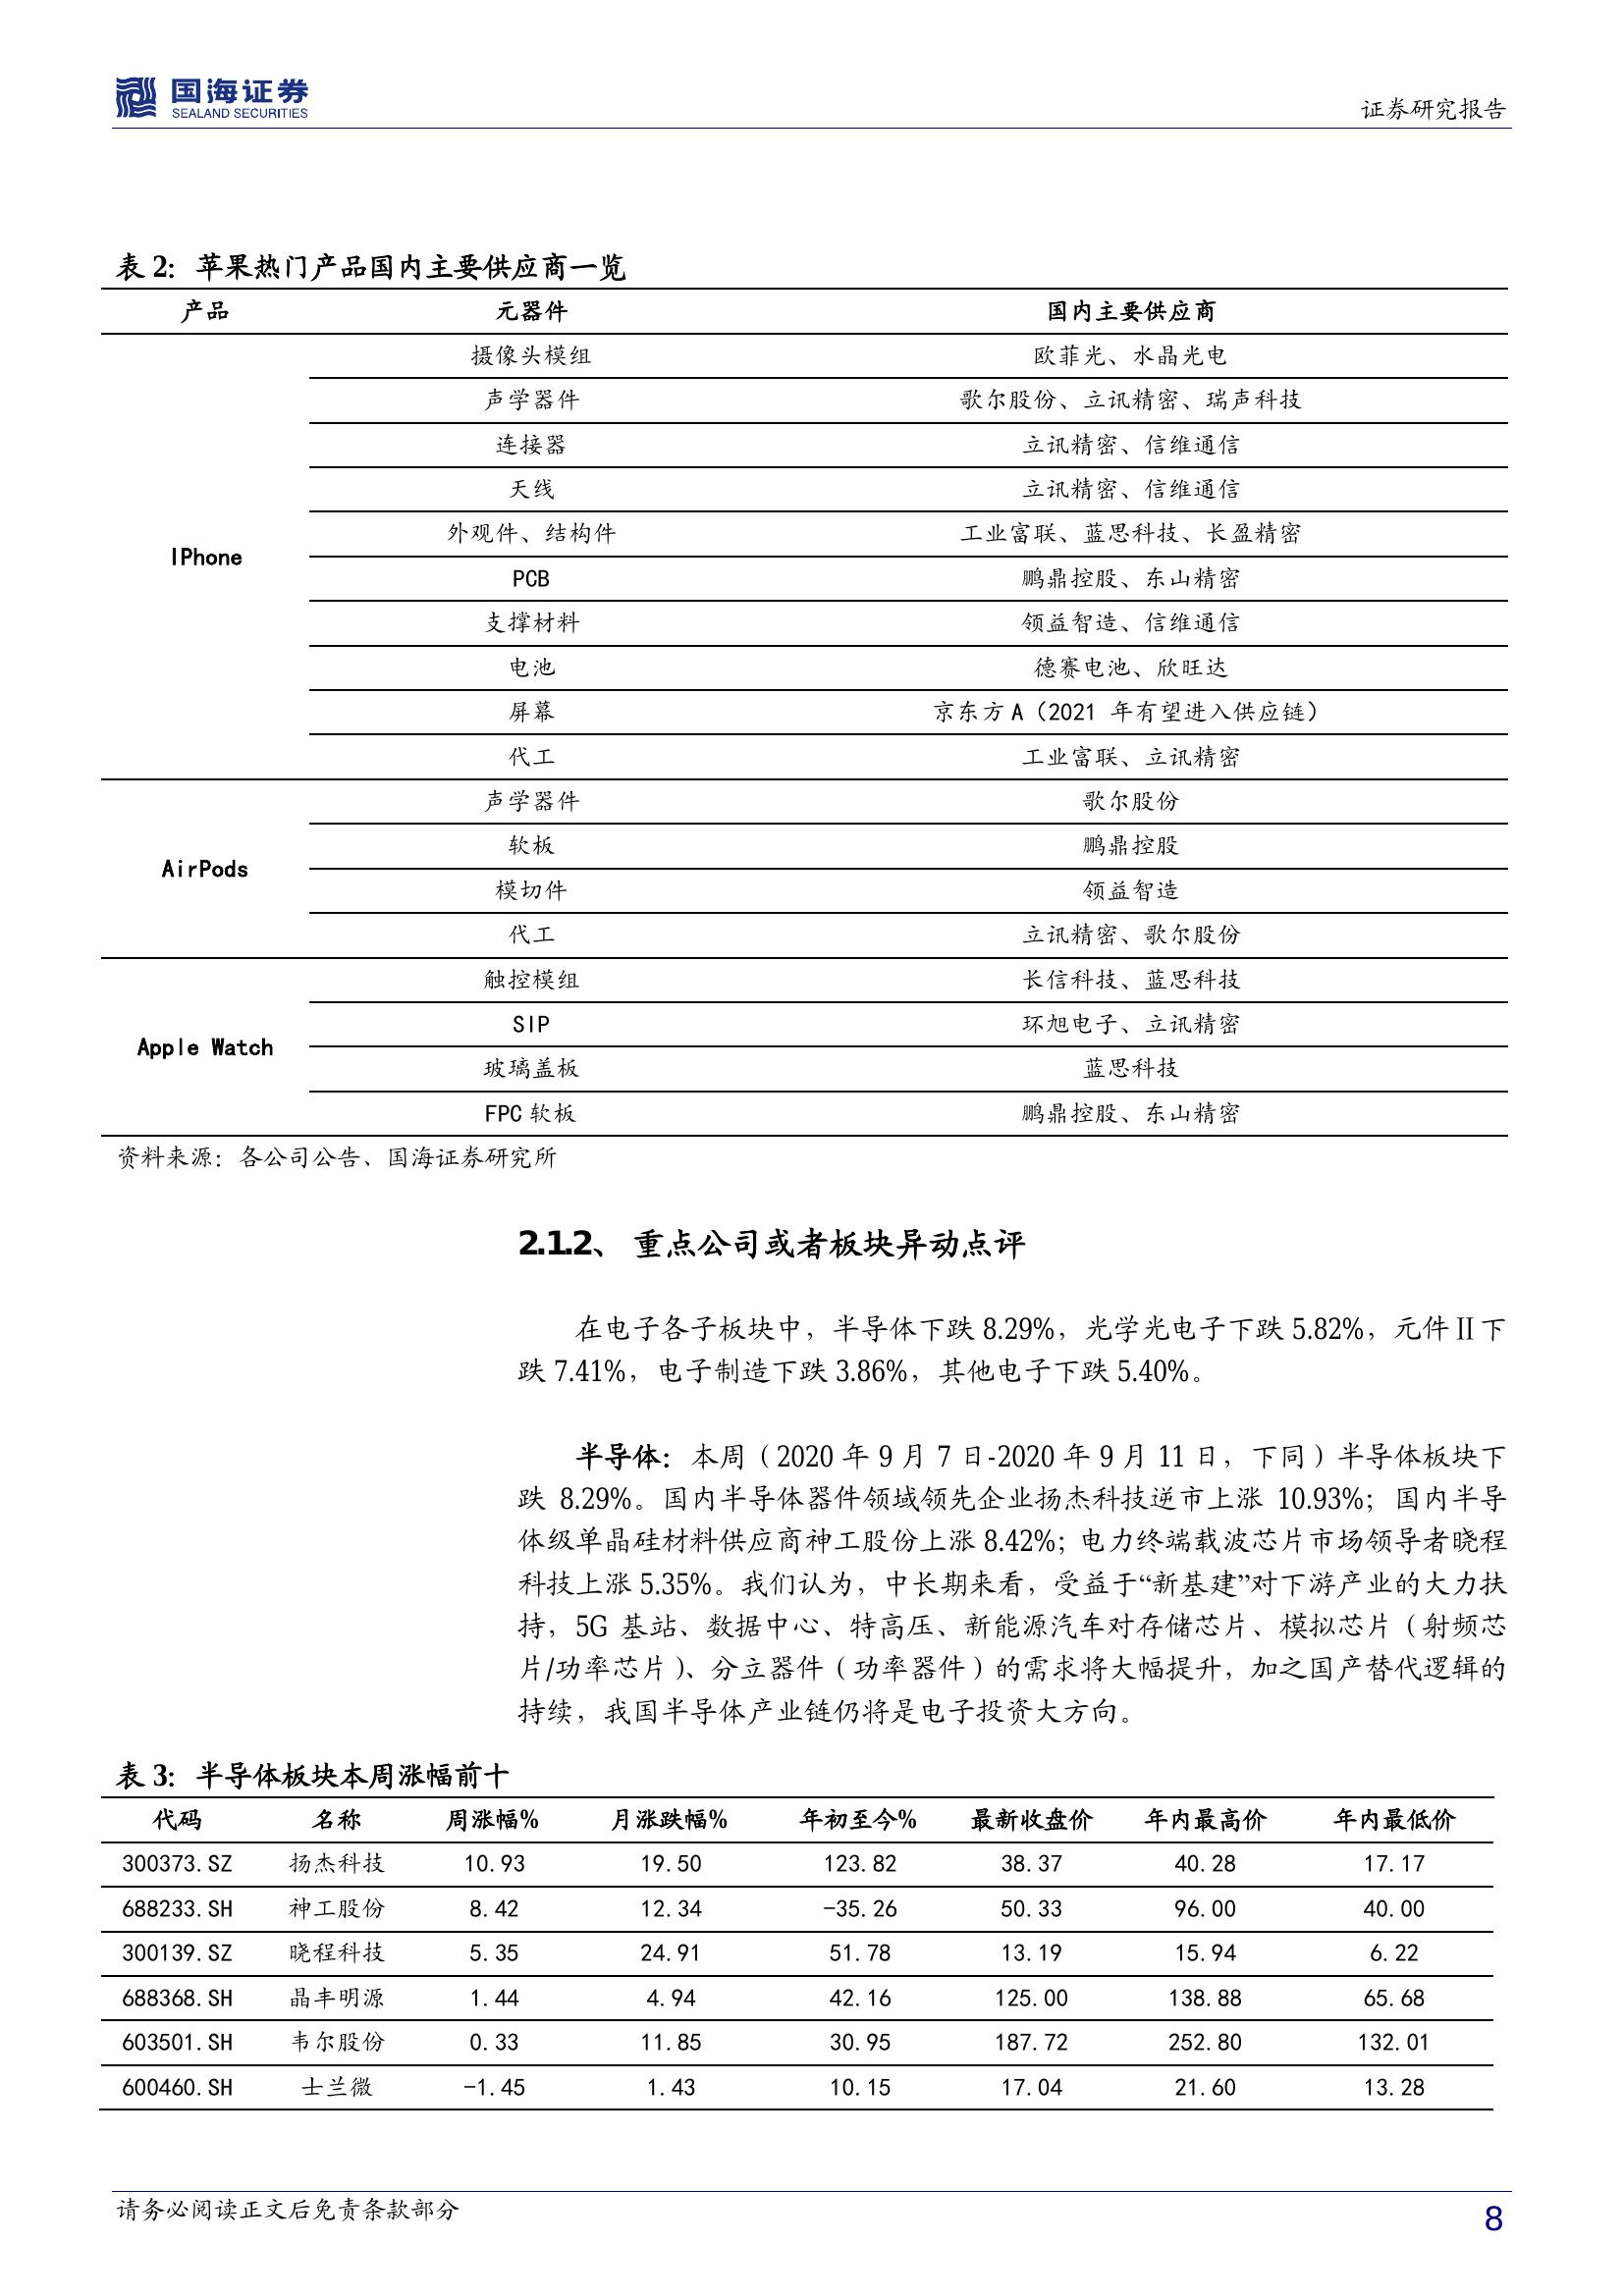 国海证券
SEALAND SECURITIES
证券研究报告
表 2：苹果热门产品国内主要供应商一览
产品 元器件 国内主要供应商
IPhone
摄像头模组 欧菲光、水晶光电
声学器件 歌尔股份、立讯精密、瑞声科技
连接器 立讯精密、信维通信
天线 立讯精密、信维通信
外观件、结构件 工业富联、蓝思科技、长盈精密
PCB 鹏鼎控股、东山精密
支撑材料 领益智造、信维通信
电池 德赛电池、欣旺达
屏幕 京东方 A（2021 年有望进入供应链）
代工 工业富联、立讯精密
AirPods
声学器件 歌尔股份
软板 鹏鼎控股
模切件 领益智造
代工 立讯精密、歌尔股份
Apple Watch
触控模组 长信科技、蓝思科技
SIP 环旭电子、立讯精密
玻璃盖板 蓝思科技
FPC 软板 鹏鼎控股、东山精密
资料来源：各公司公告、国海证券研究所
2.1.2、 重点公司或者板块异动点评
在电子各子板块中，半导体下跌 8.29%，光学光电子下跌 5.82%，元件 II 下
跌 7.41%，电子制造下跌 3.86%，其他电子下跌 5.40%。
半导体：本周（2020 年 9 月 7 日-2020 年 9 月 11 日，下同）半导体板块下
跌 8.29%。国内半导体器件领域领先企业扬杰科技逆市上涨 10.93%；国内半导
体级单晶硅材料供应商神工股份上涨 8.42%；电力终端载波芯片市场领导者晓程
科技上涨 5.35%。我们认为，中长期来看，受益于“新基建”对下游产业的大力扶
持，5G 基站、数据中心、特高压、新能源汽车对存储芯片、模拟芯片（射频芯
片/功率芯片）、分立器件（功率器件）的需求将大幅提升，加之国产替代逻辑的
持续，我国半导体产业链仍将是电子投资大方向。
表 3：半导体板块本周涨幅前十
代码 名称 周涨幅% 月涨跌幅% 年初至今% 最新收盘价 年内最高价 年内最低价
300373.SZ 扬杰科技 10.93 19.50 123.82 38.37 40.28 17.17
688233.SH 神工股份 8.42 12.34 -35.26 50.33 96.00 40.00
300139.SZ 晓程科技 5.35 24.91 51.78 13.19 15.94 6.22
688368.SH 晶丰明源 1.44 4.94 42.16 125.00 138.88 65.68
603501.SH 韦尔股份 0.33 11.85 30.95 187.72 252.80 132.01
600460.SH 士兰微 -1.45 1.43 10.15 17.04 21.60 13.28
请务必阅读正文后免责条款部分
8